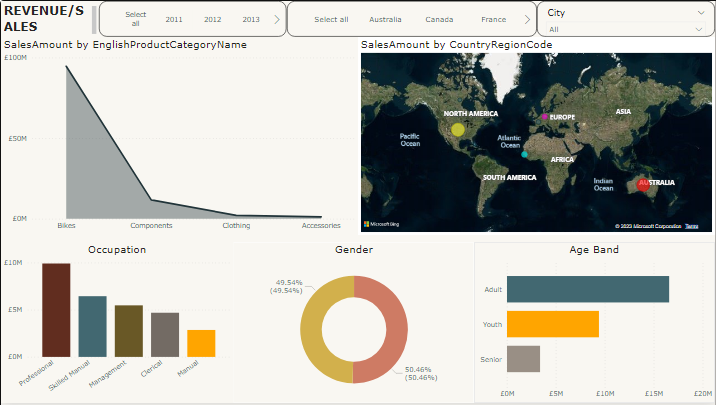 REVENUE/S
ALES
Select
all
2011
2012
2013
Select all
Australia
Canada
France
City
All
SalesAmount by EnglishProductCategoryName
£100M
£50M
£0M
Bikes
Components
Clothing
Accessories
SalesAmount by CountryRegionCode
NORTH AMERICA
EUROPE
ASIA
Pacific
Ocean
Atlantic
Ocean
AFRICA
SOUTH AMERICA
Indian
Ocean
AUSTRALIA
Microsoft Bing
© 2023 Microsoft Corporation
Terms
Occupation
£10M
£5M
£0M
Professional
Skilled Manual
Management
Clerical
Manual
Gender
49.54%
(49.54%)
50.46%
(50.46%)
Age Band
Adult
Youth
Senior
£0M
£5M
£10M
£15M
£20M